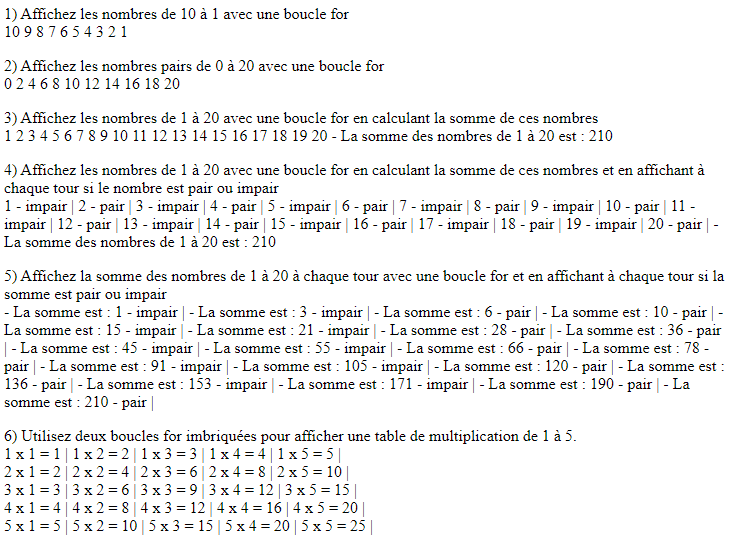 1) Affichez les nombres de 10 à 1 avec une boucle for
10 9 8 7 6 5 4 3 2 1
2) Affichez les nombres pairs de 0 à 20 avec une boucle for
0 2 4 6 8 10 12 14 16 18 20
3) Affichez les nombres de 1 à 20 avec une boucle for en calculant la somme de ces nombres
1 2 3 4 5 6 7 8 9 10 11 12 13 14 15 16 17 18 19 20 - La somme des nombres de 1 à 20 est : 210
4) Affichez les nombres de 1 à 20 avec une boucle for en calculant la somme de ces nombres et en affichant à
chaque tour si le nombre est pair ou impair
1 - impair | 2 - pair | 3 - impair | 4 - pair | 5 - impair | 6 - pair | 7 - impair | 8 - pair | 9 - impair | 10 - pair | 11 -
impair | 12 - pair | 13 - impair | 14 - pair | 15 - impair | 16 - pair | 17 - impair | 18 - pair | 19 - impair | 20 - pair | -
La somme des nombres de 1 à 20 est : 210
5) Affichez la somme des nombres de 1 à 20 à chaque tour avec une boucle for et en affichant à chaque tour si la
somme est pair ou impair
- La somme est : 1 - impair | - La somme est : 3 - impair | - La somme est : 6 - pair | - La somme est : 10 - pair | -
La somme est : 15 - impair | - La somme est : 21 - impair | - La somme est : 28 - pair | - La somme est : 36 - pair
| - La somme est : 45 - impair | - La somme est : 55 - impair | - La somme est : 66 - pair | - La somme est : 78 -
pair | - La somme est : 91 - impair | - La somme est : 105 - impair | - La somme est : 120 - pair | - La somme est :
136 - pair | - La somme est : 153 - impair | - La somme est : 171 - impair | - La somme est : 190 - pair | - La
somme est : 210 - pair |
6) Utilisez deux boucles for imbriquées pour afficher une table de multiplication de 1 à 5.
1 x 1 = 1 | 1 x 2 = 2 | 1 x 3 = 3 | 1 x 4 = 4 | 1 x 5 = 5 |
2 x 1 = 2 | 2 x 2 = 4 | 2 x 3 = 6 | 2 x 4 = 8 | 2 x 5 = 10 |
3 x 1 = 3 | 3 x 2 = 6 | 3 x 3 = 9 | 3 x 4 = 12 | 3 x 5 = 15 |
4 x 1 = 4 | 4 x 2 = 8 | 4 x 3 = 12 | 4 x 4 = 16 | 4 x 5 = 20 |
5 x 1 = 5 | 5 x 2 = 10 | 5 x 3 = 15 | 5 x 4 = 20 | 5 x 5 = 25 |